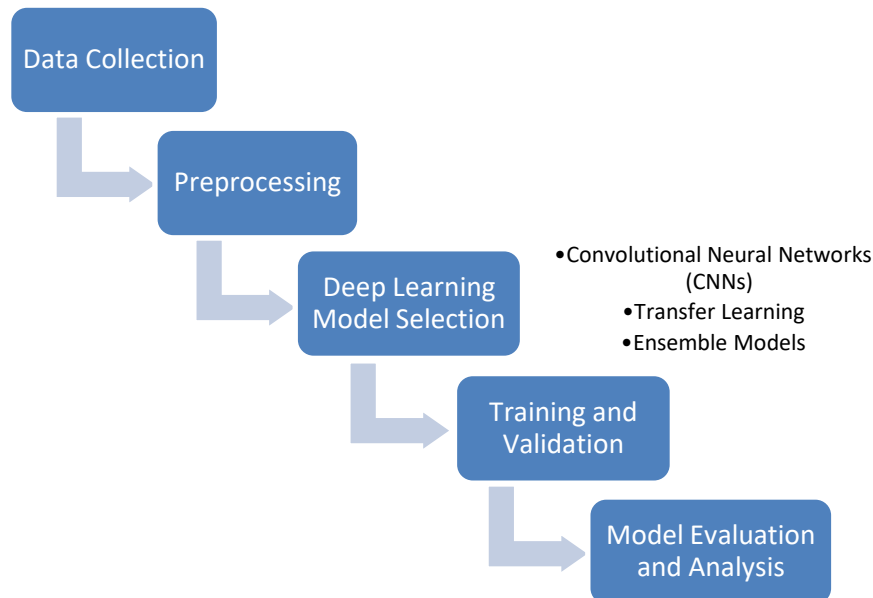 Data Collection
Preprocessing
Deep Learning
Model Selection
•Convolutional Neural Networks
(CNNs)
•Transfer Learning
•Ensemble Models
Training and
Validation
Model Evaluation
and Analysis